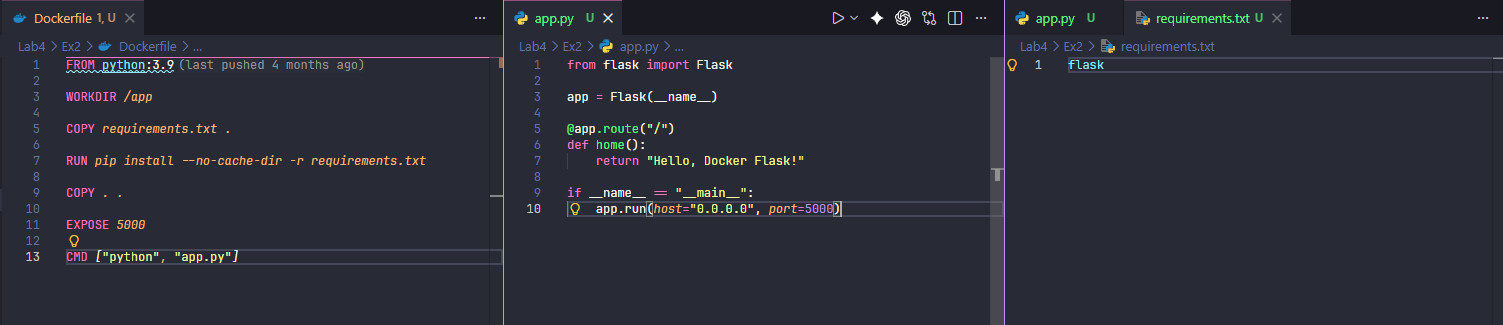 Dockerfile 1, U
Lab4 > Ex2 > Dockerfile > ...
1 FROM python:3.9 (last pushed 4 months ago)
2
3 WORKDIR /app
4
5 COPY requirements.txt .
6
7 RUN pip install --no-cache-dir -r requirements.txt
8
9 COPY . .
10
11 EXPOSE 5000
12
13 CMD ["python", "app.py"]
app.py U
Lab4 > Ex2 > app.py > ...
1 from flask import Flask
2
3 app = Flask(__name__)
4
5 @app.route("/")
6 def home():
7     return "Hello, Docker Flask!"
8
9 if __name__ == "__main__":
10     app.run(host="0.0.0.0", port=5000)
app.py U
requirements.txt U
Lab4 > Ex2 > requirements.txt
1 flask